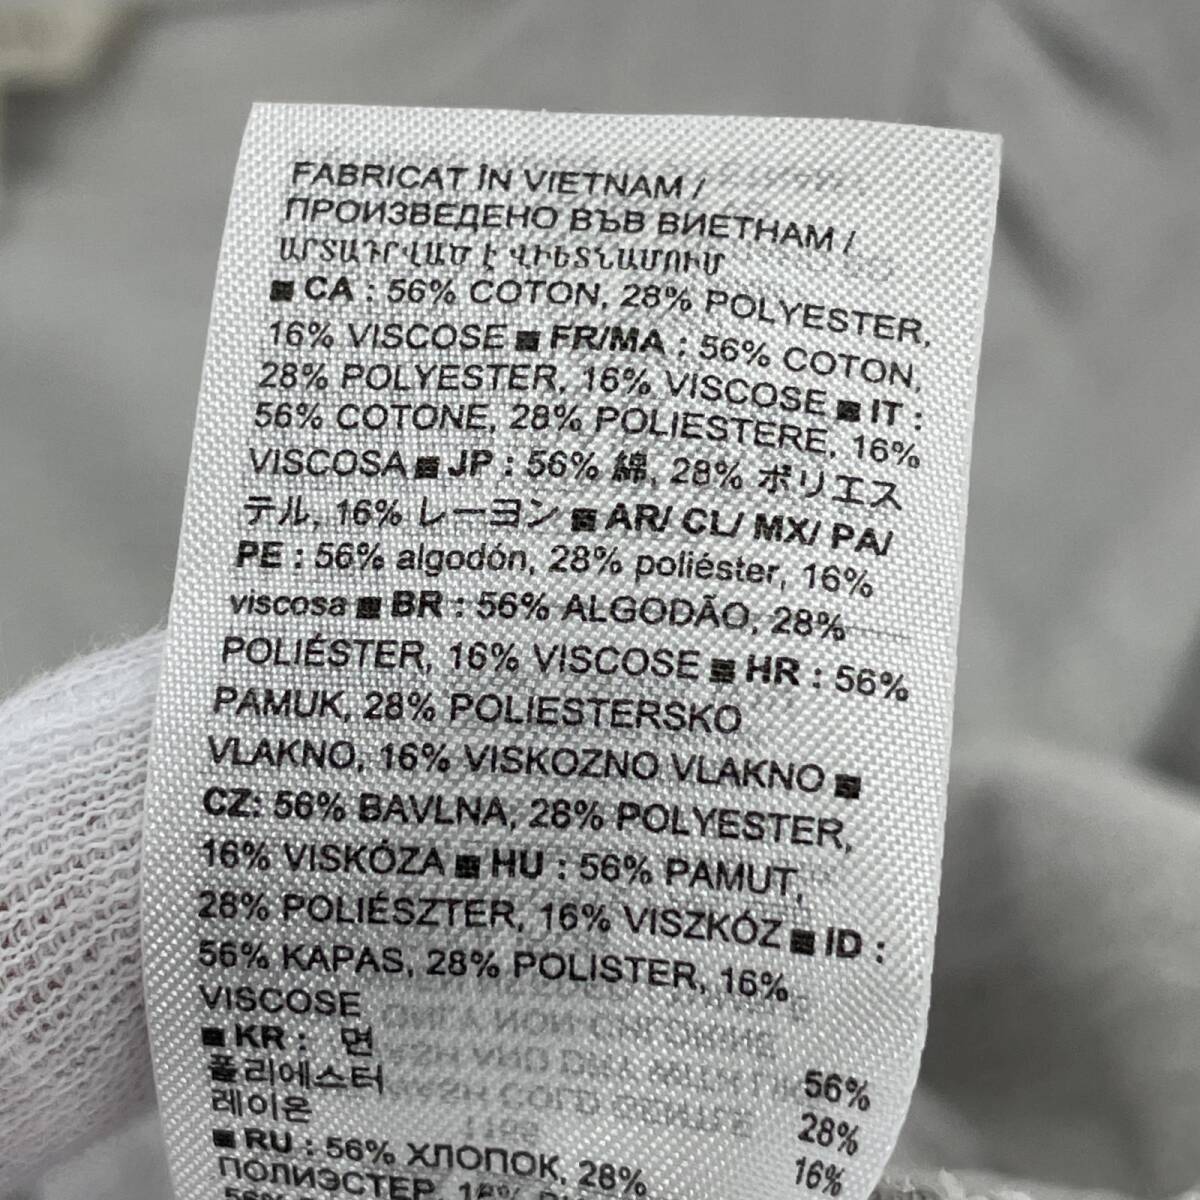 FABRICAT ÎN VIETNAM /
ПРОИЗВЕДЕНО ВЪВ ВИЕТНАМ /
ԱՐՏԱԴՐՎԱԾ Է ՎԻԵՏՆԱՄՈՒՄ
■ CA : 56% COTON, 28% POLYESTER,
16% VISCOSE ■ FR/MA : 56% COTON,
28% POLYESTER, 16% VISCOSE ■ IT :
56% COTONE, 28% POLIESTERE, 16%
VISCOSA ■ JP : 56% 綿, 28% ポリエス
テル, 16% レーヨン ■ AR/ CL/ MX/ PA/
PE : 56% algodón, 28% poliéster, 16%
viscosa ■ BR : 56% ALGODÃO, 28%
POLIÉSTER, 16% VISCOSE ■ HR : 56%
PAMUK, 28% POLIESTERSKO
VLAKNO, 16% VISKOZNO VLAKNO ■
CZ: 56% BAVLNA, 28% POLYESTER,
16% VISKÓZA ■ HU : 56% PAMUT,
28% POLIÉSZTER, 16% VISZKÓZ ■ ID :
56% KAPAS, 28% POLISTER, 16%
VISCOSE
■ KR : 면 56%
폴리에스터 28%
레이온 16%
■ RU : 56% ХЛОПОК, 28%
ПОЛИЭСТЕР,
56%